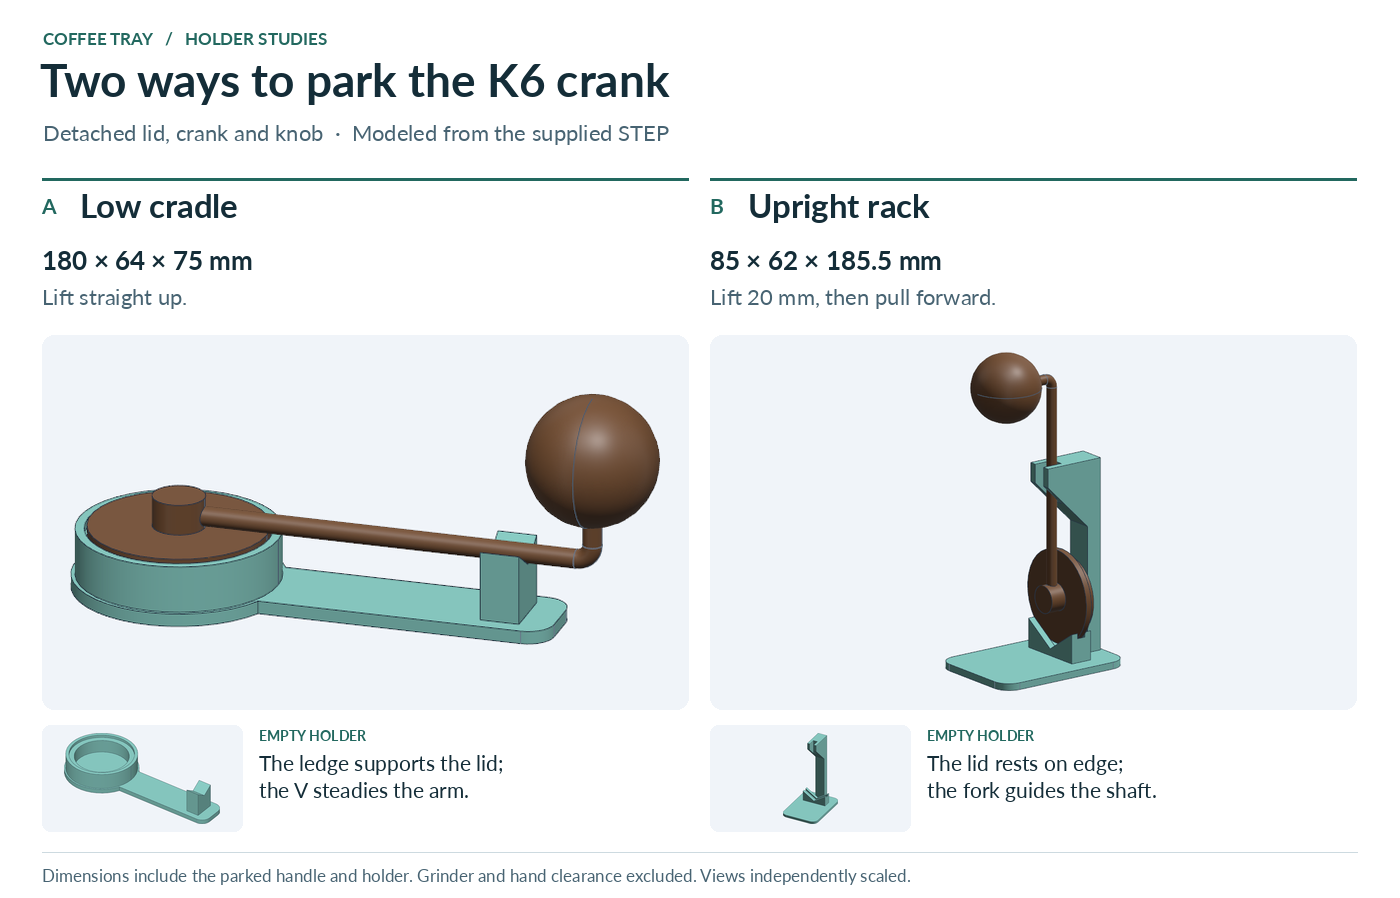 COFFEE TRAY / HOLDER STUDIES
Two ways to park the K6 crank
Detached lid, crank and knob · Modeled from the supplied STEP
A Low cradle
180 × 64 × 75 mm
Lift straight up.
B Upright rack
85 × 62 × 185.5 mm
Lift 20 mm, then pull forward.
EMPTY HOLDER
The ledge supports the lid;
the V steadies the arm.
EMPTY HOLDER
The lid rests on edge;
the fork guides the shaft.
Dimensions include the parked handle and holder. Grinder and hand clearance excluded. Views independently scaled.